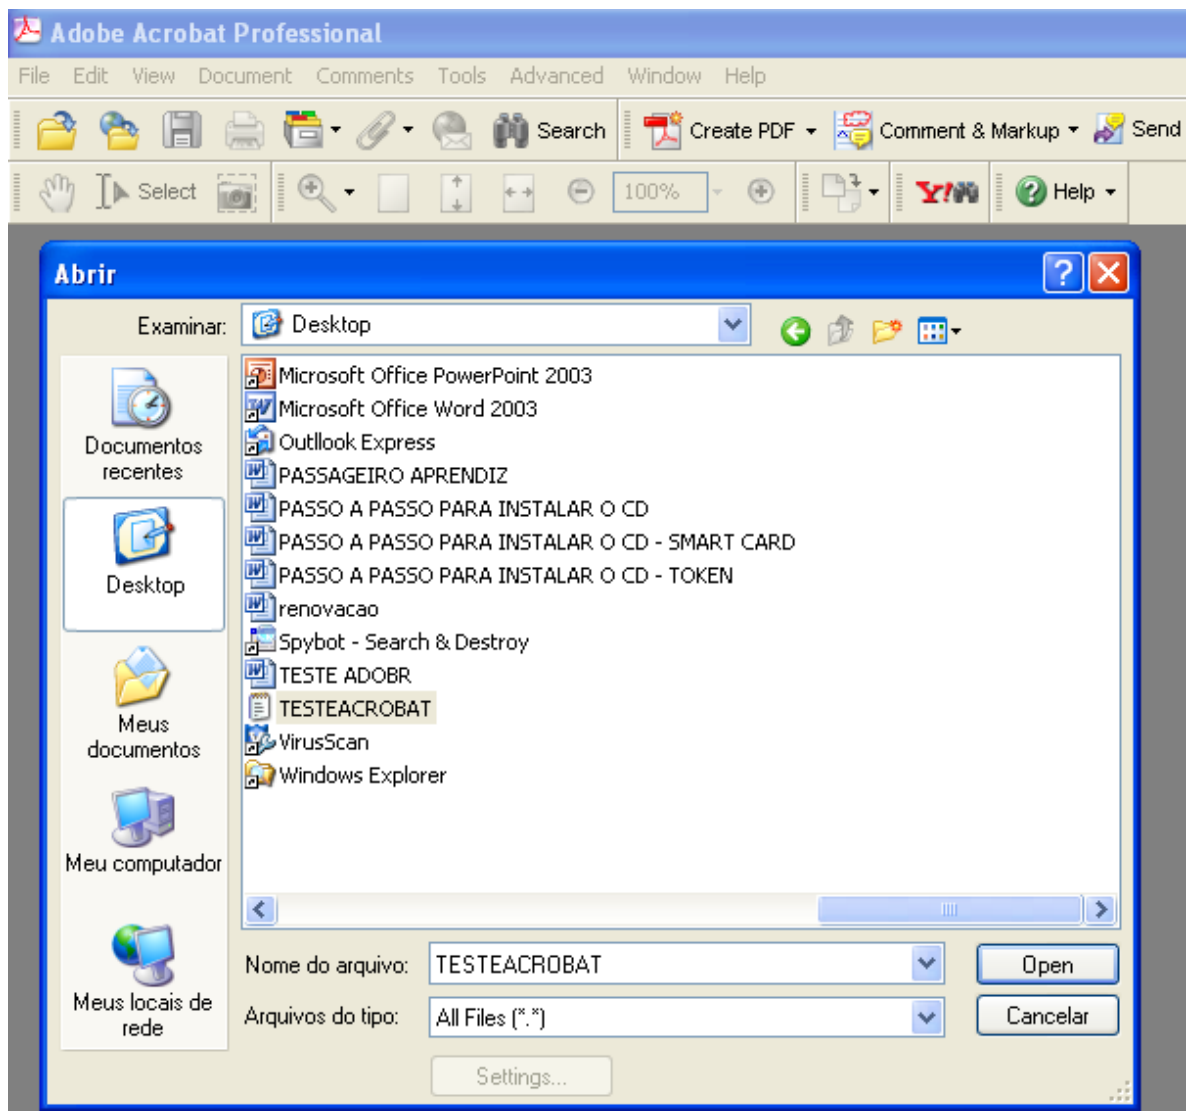 Adobe Acrobat Professional
File Edit View Document Comments Tools Advanced Window Help
Search Create PDF Comment & Markup Send
Select 100% Y! Help
Abrir
Examinar: Desktop
Microsoft Office PowerPoint 2003
Microsoft Office Word 2003
Outllook Express
PASSAGEIRO APRENDIZ
PASSO A PASSO PARA INSTALAR O CD
PASSO A PASSO PARA INSTALAR O CD - SMART CARD
PASSO A PASSO PARA INSTALAR O CD - TOKEN
renovacao
Spybot - Search & Destroy
TESTE ADOBR
TESTEACROBAT
VirusScan
Windows Explorer
Documentos
recentes
Desktop
Meus
documentos
Meu computador
Meus locais de
rede
Nome do arquivo: TESTEACROBAT Open
Arquivos do tipo: All Files (*.*) Cancelar
Settings...